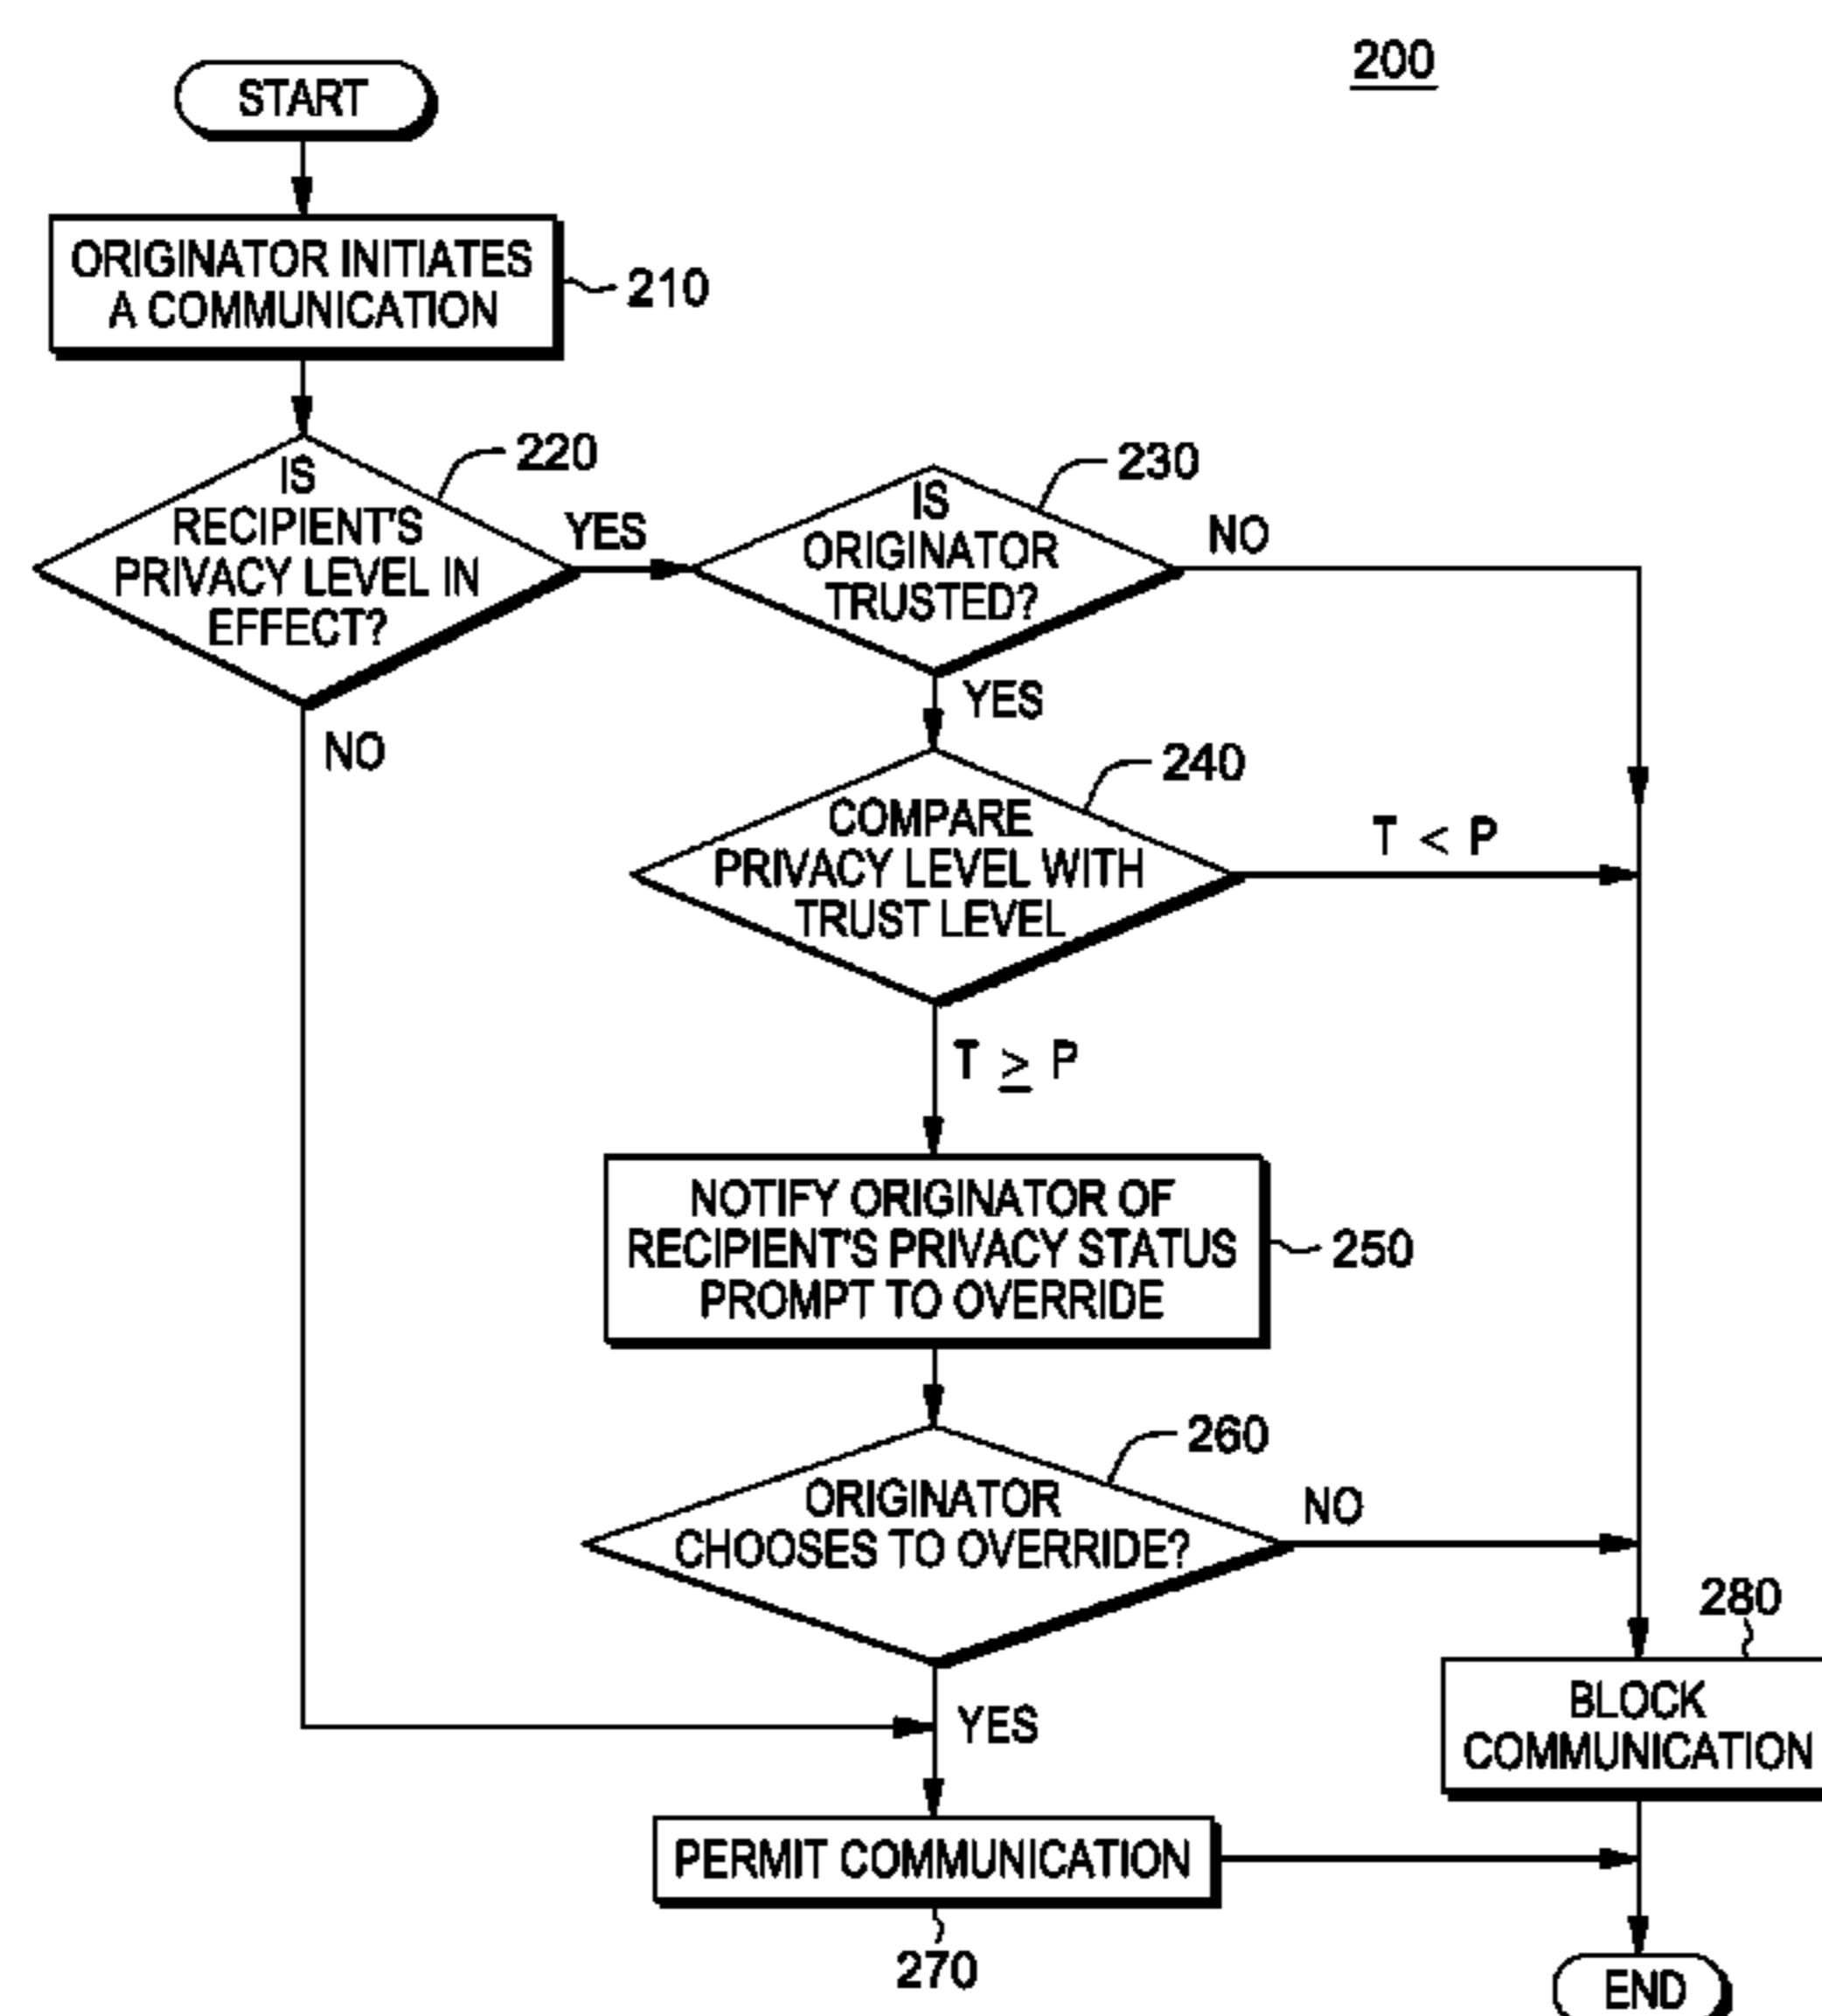 200
START
ORIGINATOR INITIATES
A COMMUNICATION
210
IS
RECIPIENT'S
PRIVACY LEVEL IN
EFFECT?
220
YES
NO
IS
ORIGINATOR
TRUSTED?
230
NO
YES
COMPARE
PRIVACY LEVEL WITH
TRUST LEVEL
240
T < P
T ≥ P
NOTIFY ORIGINATOR OF
RECIPIENT'S PRIVACY STATUS
PROMPT TO OVERRIDE
250
ORIGINATOR
CHOOSES TO OVERRIDE?
260
NO
YES
280
BLOCK
COMMUNICATION
PERMIT COMMUNICATION
270
END